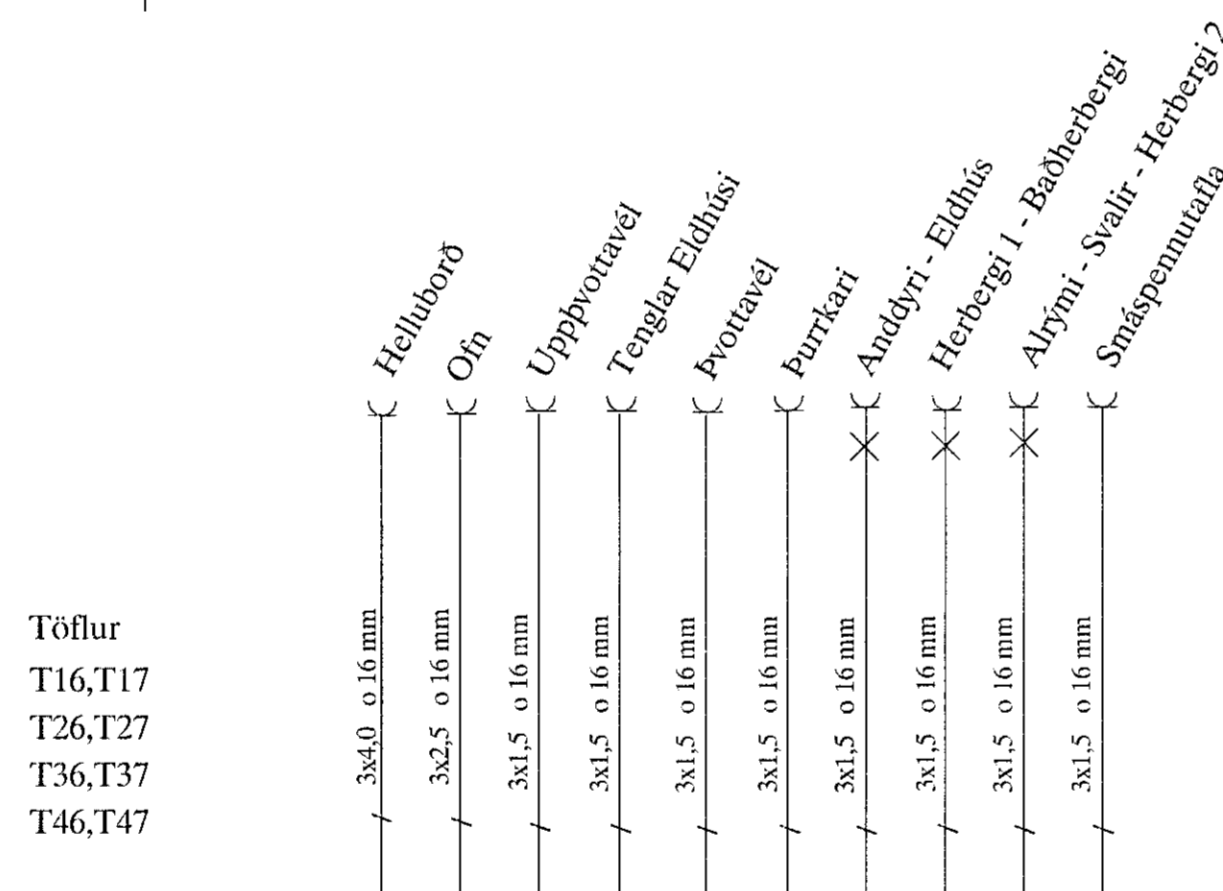 Helluborð
Ofn
Uppþvottavél
Tenglar Eldhúsi
Þvottavél
Þurrkari
Anddyri - Eldhús
Herbergi 1 - Baðherbergi
Alrými - Svalir - Herbergi 2
Smáspennutafla
Töflur
T16,T17
T26,T27
T36,T37
T46,T47
3x4,0 o 16 mm
3x2,5 o 16 mm
3x1,5 o 16 mm
3x1,5 o 16 mm
3x1,5 o 16 mm
3x1,5 o 16 mm
3x1,5 o 16 mm
3x1,5 o 16 mm
3x1,5 o 16 mm
3x1,5 o 16 mm